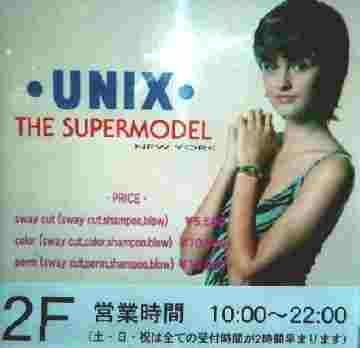 • UNIX •
THE SUPERMODEL
NEW YORK
• PRICE •
sway cut (sway cut,shampoo,blow)
color (sway cut,color,shampoo,blow)
perm (sway cut,perm,shampoo,blow)
2F 営業時間 10:00〜22:00
(土・日・祝は全ての受付時間が2時間早まります)